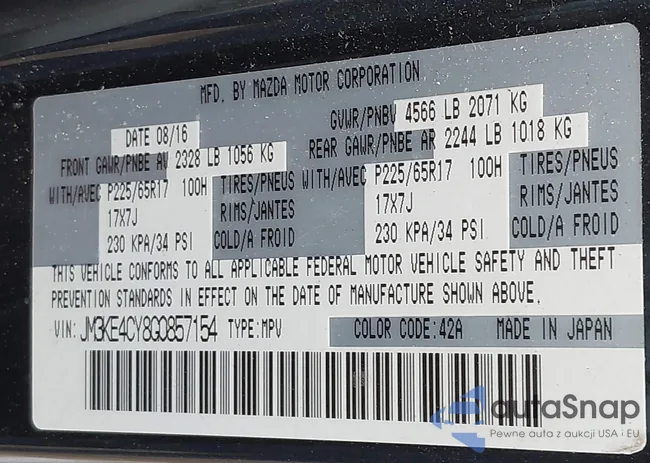 MFD. BY MAZDA MOTOR CORPORATION
DATE 08/16 GVWR/PNBV 4566 LB 2071 KG
FRONT GAWR/PNBE AV 2328 LB 1056 KG REAR GAWR/PNBE AR 2244 LB 1018 KG
WITH/AVEC P225/65R17 100H TIRES/PNEUS WITH/AVEC P225/65R17 100H TIRES/PNEUS
17X7J RIMS/JANTES 17X7J RIMS/JANTES
230 KPA/34 PSI COLD/A FROID 230 KPA/34 PSI COLD/A FROID
THIS VEHICLE CONFORMS TO ALL APPLICABLE FEDERAL MOTOR VEHICLE SAFETY AND THEFT
PREVENTION STANDARDS IN EFFECT ON THE DATE OF MANUFACTURE SHOWN ABOVE.
VIN: JM3KE4CY8G0857154 TYPE:MPV COLOR CODE:42A MADE IN JAPAN
autaSnap
Pewne auta z aukcji USA i EU